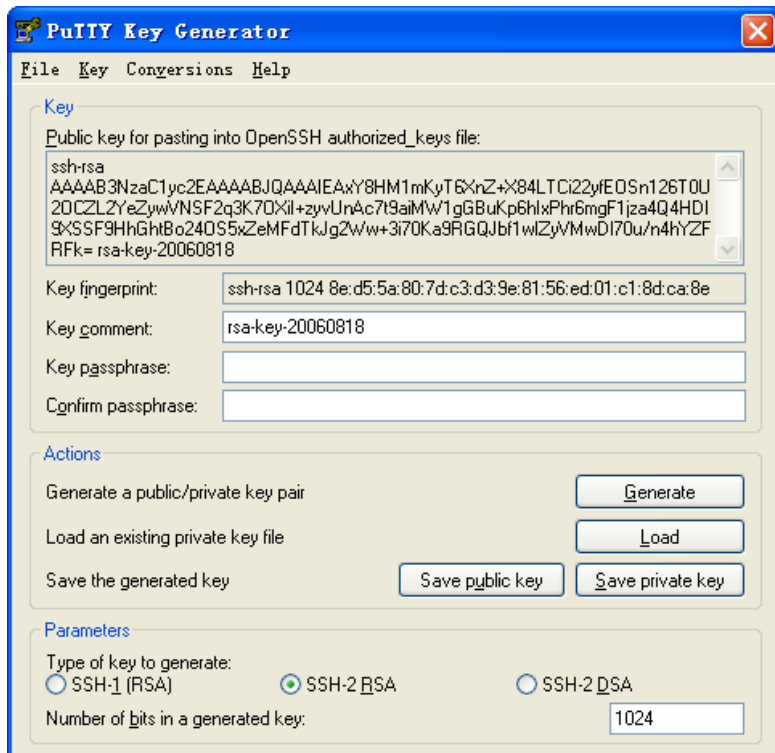 PuTTY Key Generator
File Key Conversions Help
Key
Public key for pasting into OpenSSH authorized_keys file:
ssh-rsa
AAAAB3NzaC1yc2EAAAABJQAAAIEAxY8HM1mKyT6XnZ+X84LTCi22yfEOSn126T0U
2OCZL2YeZywVNSF2q3K7OXiI+zyvUnAc7t9aiMW1gGBuKp6hIxPhr6mgF1jza4Q4HDI
9XSSF9HhGhtBo24OS5xZeMFdTkJg2Ww+3i70Ka9RGQJbf1wIZyVMwDI70u/n4hYZF
RFk= rsa-key-20060818
Key fingerprint: ssh-rsa 1024 8e:d5:5a:80:7d:c3:d3:9e:81:56:ed:01:c1:8d:ca:8e
Key comment: rsa-key-20060818
Key passphrase:
Confirm passphrase:
Actions
Generate a public/private key pair Generate
Load an existing private key file Load
Save the generated key Save public key Save private key
Parameters
Type of key to generate:
SSH-1 (RSA) SSH-2 RSA SSH-2 DSA
Number of bits in a generated key: 1024